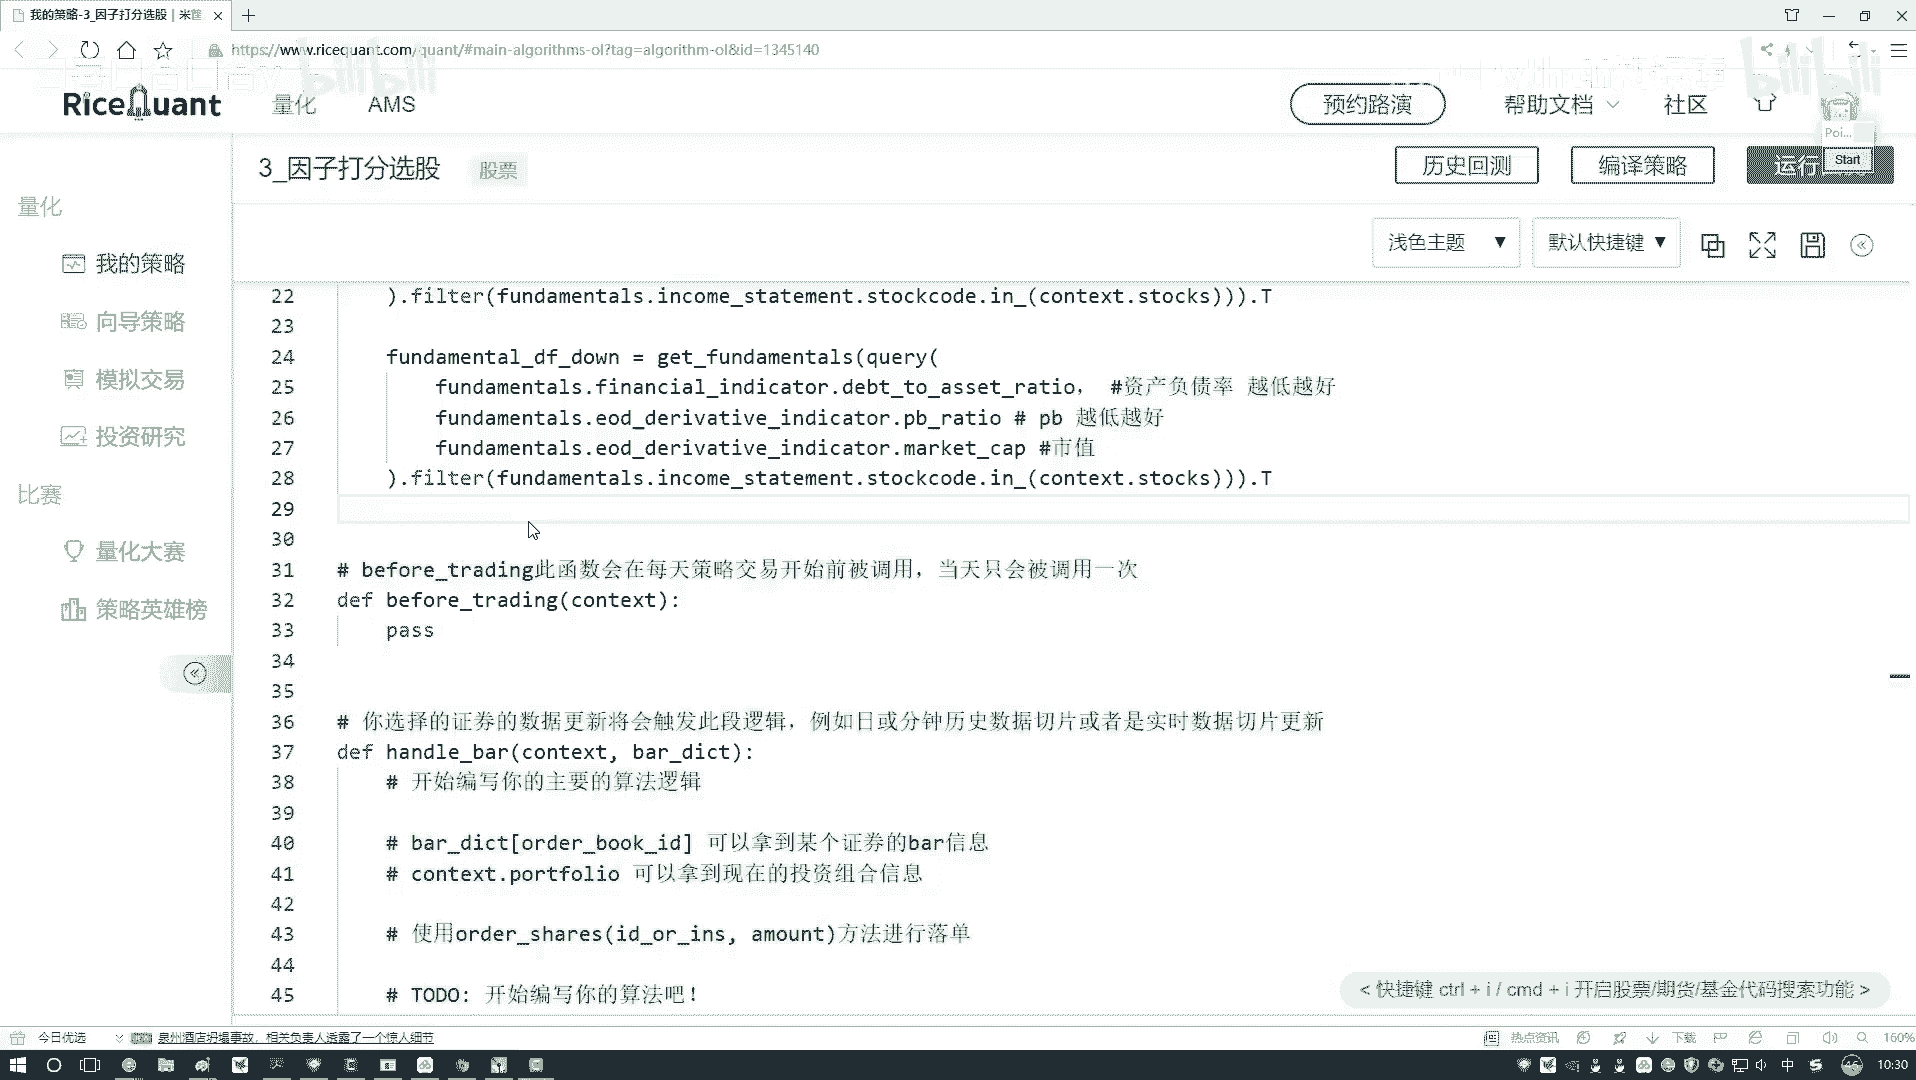 我的策略-3_因子打分选股 | 米筐
https://www.ricequant.com/quant/#main-algorithms-ol?tag=algorithm-ol&id=1345140
bilibili
bilibili
RiceQuant
量化
AMS
预约路演
帮助文档
社区
Poi...
Start
3_因子打分选股
股票
历史回测
编译策略
运行
量化
我的策略
向导策略
模拟交易
投资研究
比赛
量化大赛
策略英雄榜
浅色主题 ▼
默认快捷键 ▼
22 ).filter(fundamentals.income_statement.stockcode.in_(context.stocks))).T
23
24 fundamental_df_down = get_fundamentals(query(
25 fundamentals.financial_indicator.debt_to_asset_ratio, #资产负债率 越低越好
26 fundamentals.eod_derivative_indicator.pb_ratio # pb 越低越好
27 fundamentals.eod_derivative_indicator.market_cap #市值
28 ).filter(fundamentals.income_statement.stockcode.in_(context.stocks))).T
29
30
31 # before_trading此函数会在每天策略交易开始前被调用，当天只会被调用一次
32 def before_trading(context):
33 pass
34
35
36 # 你选择的证券的数据更新将会触发此段逻辑，例如日或分钟历史数据切片或者是实时数据切片更新
37 def handle_bar(context, bar_dict):
38 # 开始编写你的主要的算法逻辑
39
40 # bar_dict[order_book_id] 可以拿到某个证券的bar信息
41 # context.portfolio 可以拿到现在的投资组合信息
42
43 # 使用order_shares(id_or_ins, amount)方法进行落单
44
45 # TODO: 开始编写你的算法吧！
< 快捷键 ctrl + i / cmd + i 开启股票/期货/基金代码搜索功能 >
今日优选
泉州酒店坍塌事故，相关负责人透露了一个惊人细节
热点资讯
下载
160%
中
46
10:30